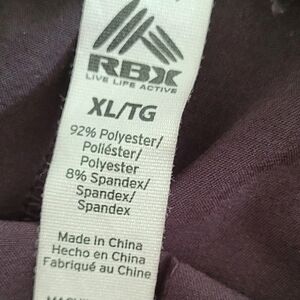 RBX
LIVE LIFE ACTIVE
XL/TG
92% Polyester/
Poliéster/
Polyester
8% Spandex/
Spandex/
Spandex
Made in China
Hecho en China
Fabriqué au Chine